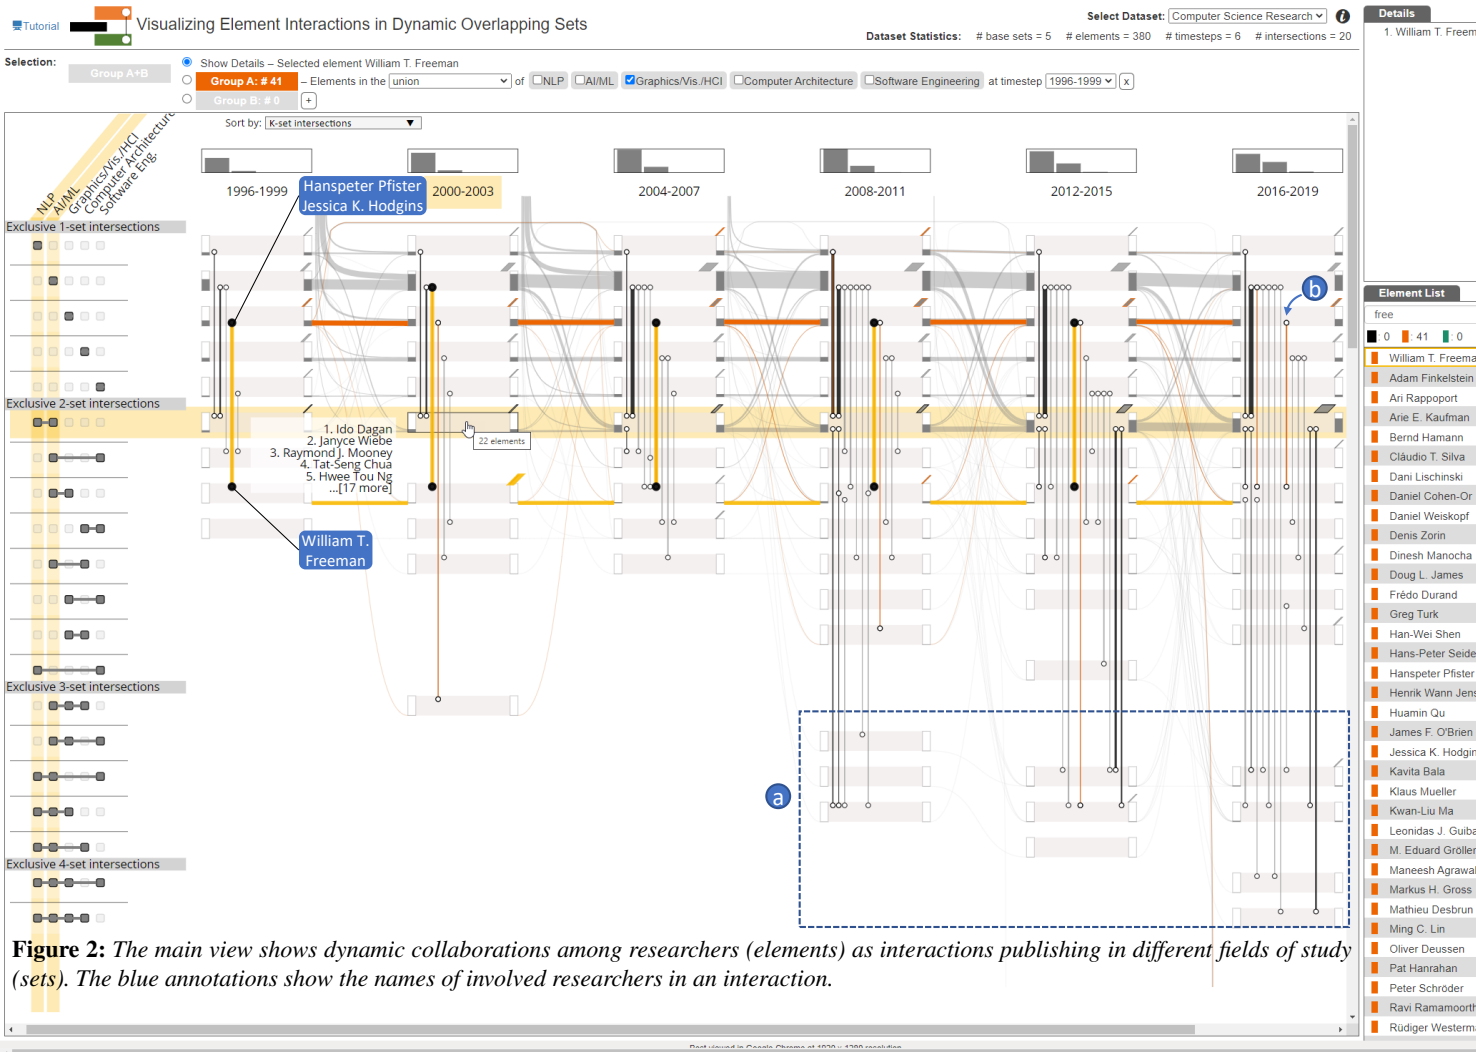 Tutorial
Visualizing Element Interactions in Dynamic Overlapping Sets
Select Dataset: Computer Science Research
Dataset Statistics: # base sets = 5 # elements = 380 # timesteps = 6 # intersections = 20
Selection:
Group A+B
Show Details – Selected element William T. Freeman
Group A: # 41 – Elements in the union of NLP AI/ML Graphics/Vis./HCI Computer Architecture Software Engineering at timestep 1996-1999 x
Group B: # 0 +
Sort by: K-set intersections
NLP
AI/ML
Graphics/Vis./HCI
Computer Architecture
Software Eng.
1996-1999
2000-2003
2004-2007
2008-2011
2012-2015
2016-2019
Hanspeter Pfister
Jessica K. Hodgins
Exclusive 1-set intersections
b
Exclusive 2-set intersections
1. Ido Dagan
2. Janyce Wiebe
3. Raymond J. Mooney
4. Tat-Seng Chua
5. Hwee Tou Ng
...[17 more]
22 elements
William T.
Freeman
Exclusive 3-set intersections
a
Exclusive 4-set intersections
Figure 2: The main view shows dynamic collaborations among researchers (elements) as interactions publishing in different fields of study
(sets). The blue annotations show the names of involved researchers in an interaction.
Details
1. William T. Freem
Element List
free
: 0 : 41 : 0
William T. Freema
Adam Finkelstein
Ari Rappoport
Arie E. Kaufman
Bernd Hamann
Cláudio T. Silva
Dani Lischinski
Daniel Cohen-Or
Daniel Weiskopf
Denis Zorin
Dinesh Manocha
Doug L. James
Frédo Durand
Greg Turk
Han-Wei Shen
Hans-Peter Seide
Hanspeter Pfister
Henrik Wann Jens
Huamin Qu
James F. O'Brien
Jessica K. Hodgin
Kavita Bala
Klaus Mueller
Kwan-Liu Ma
Leonidas J. Guiba
M. Eduard Gröller
Maneesh Agrawal
Markus H. Gross
Mathieu Desbrun
Ming C. Lin
Oliver Deussen
Pat Hanrahan
Peter Schröder
Ravi Ramamoorth
Rüdiger Westerma